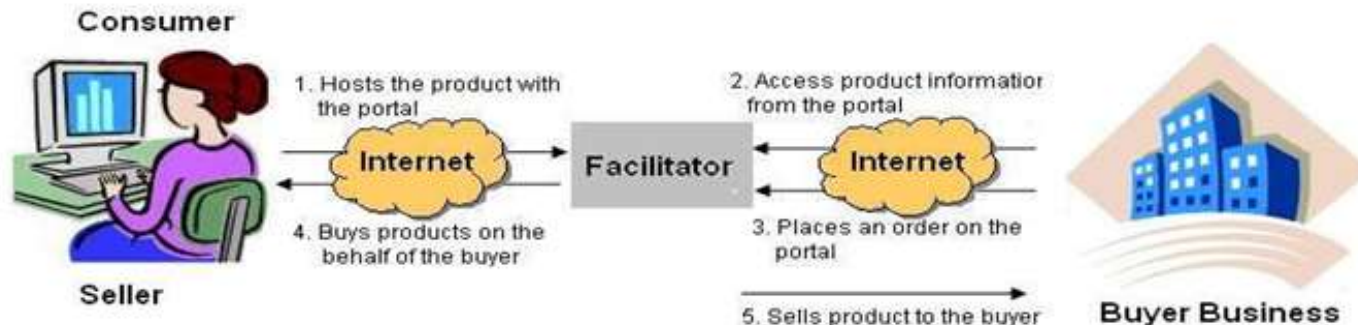 Consumer
1. Hosts the product with
the portal
2. Access product information
from the portal
Internet
Facilitator
Internet
4. Buys products on the
behalf of the buyer
3. Places an order on the
portal
Seller
5. Sells product to the buyer
Buyer Business